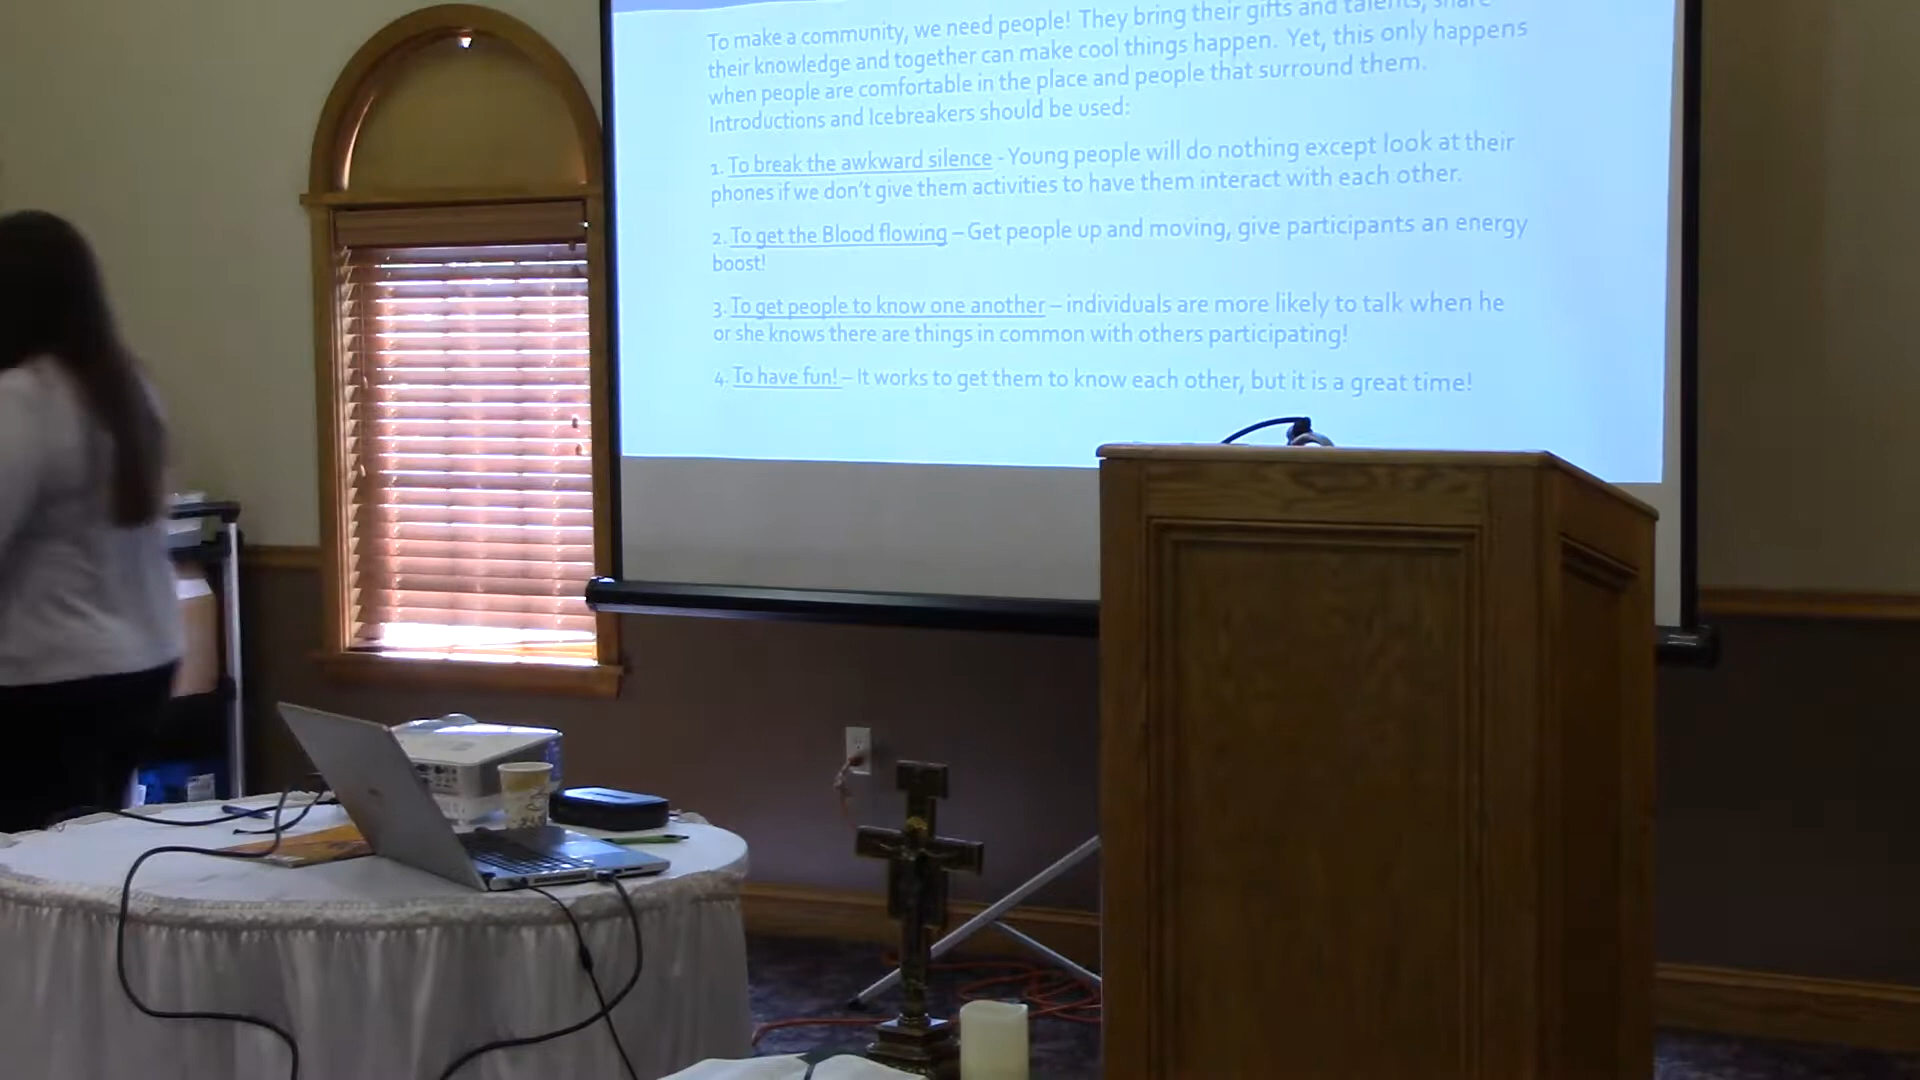 To make a community, we need people! They bring their gifts and talents, share
their knowledge and together can make cool things happen. Yet, this only happens
when people are comfortable in the place and people that surround them.
Introductions and Icebreakers should be used:
1. To break the awkward silence - Young people will do nothing except look at their
phones if we don't give them activities to have them interact with each other.
2. To get the Blood flowing – Get people up and moving, give participants an energy
boost!
3. To get people to know one another – individuals are more likely to talk when he
or she knows there are things in common with others participating!
4. To have fun! – It works to get them to know each other, but it is a great time!